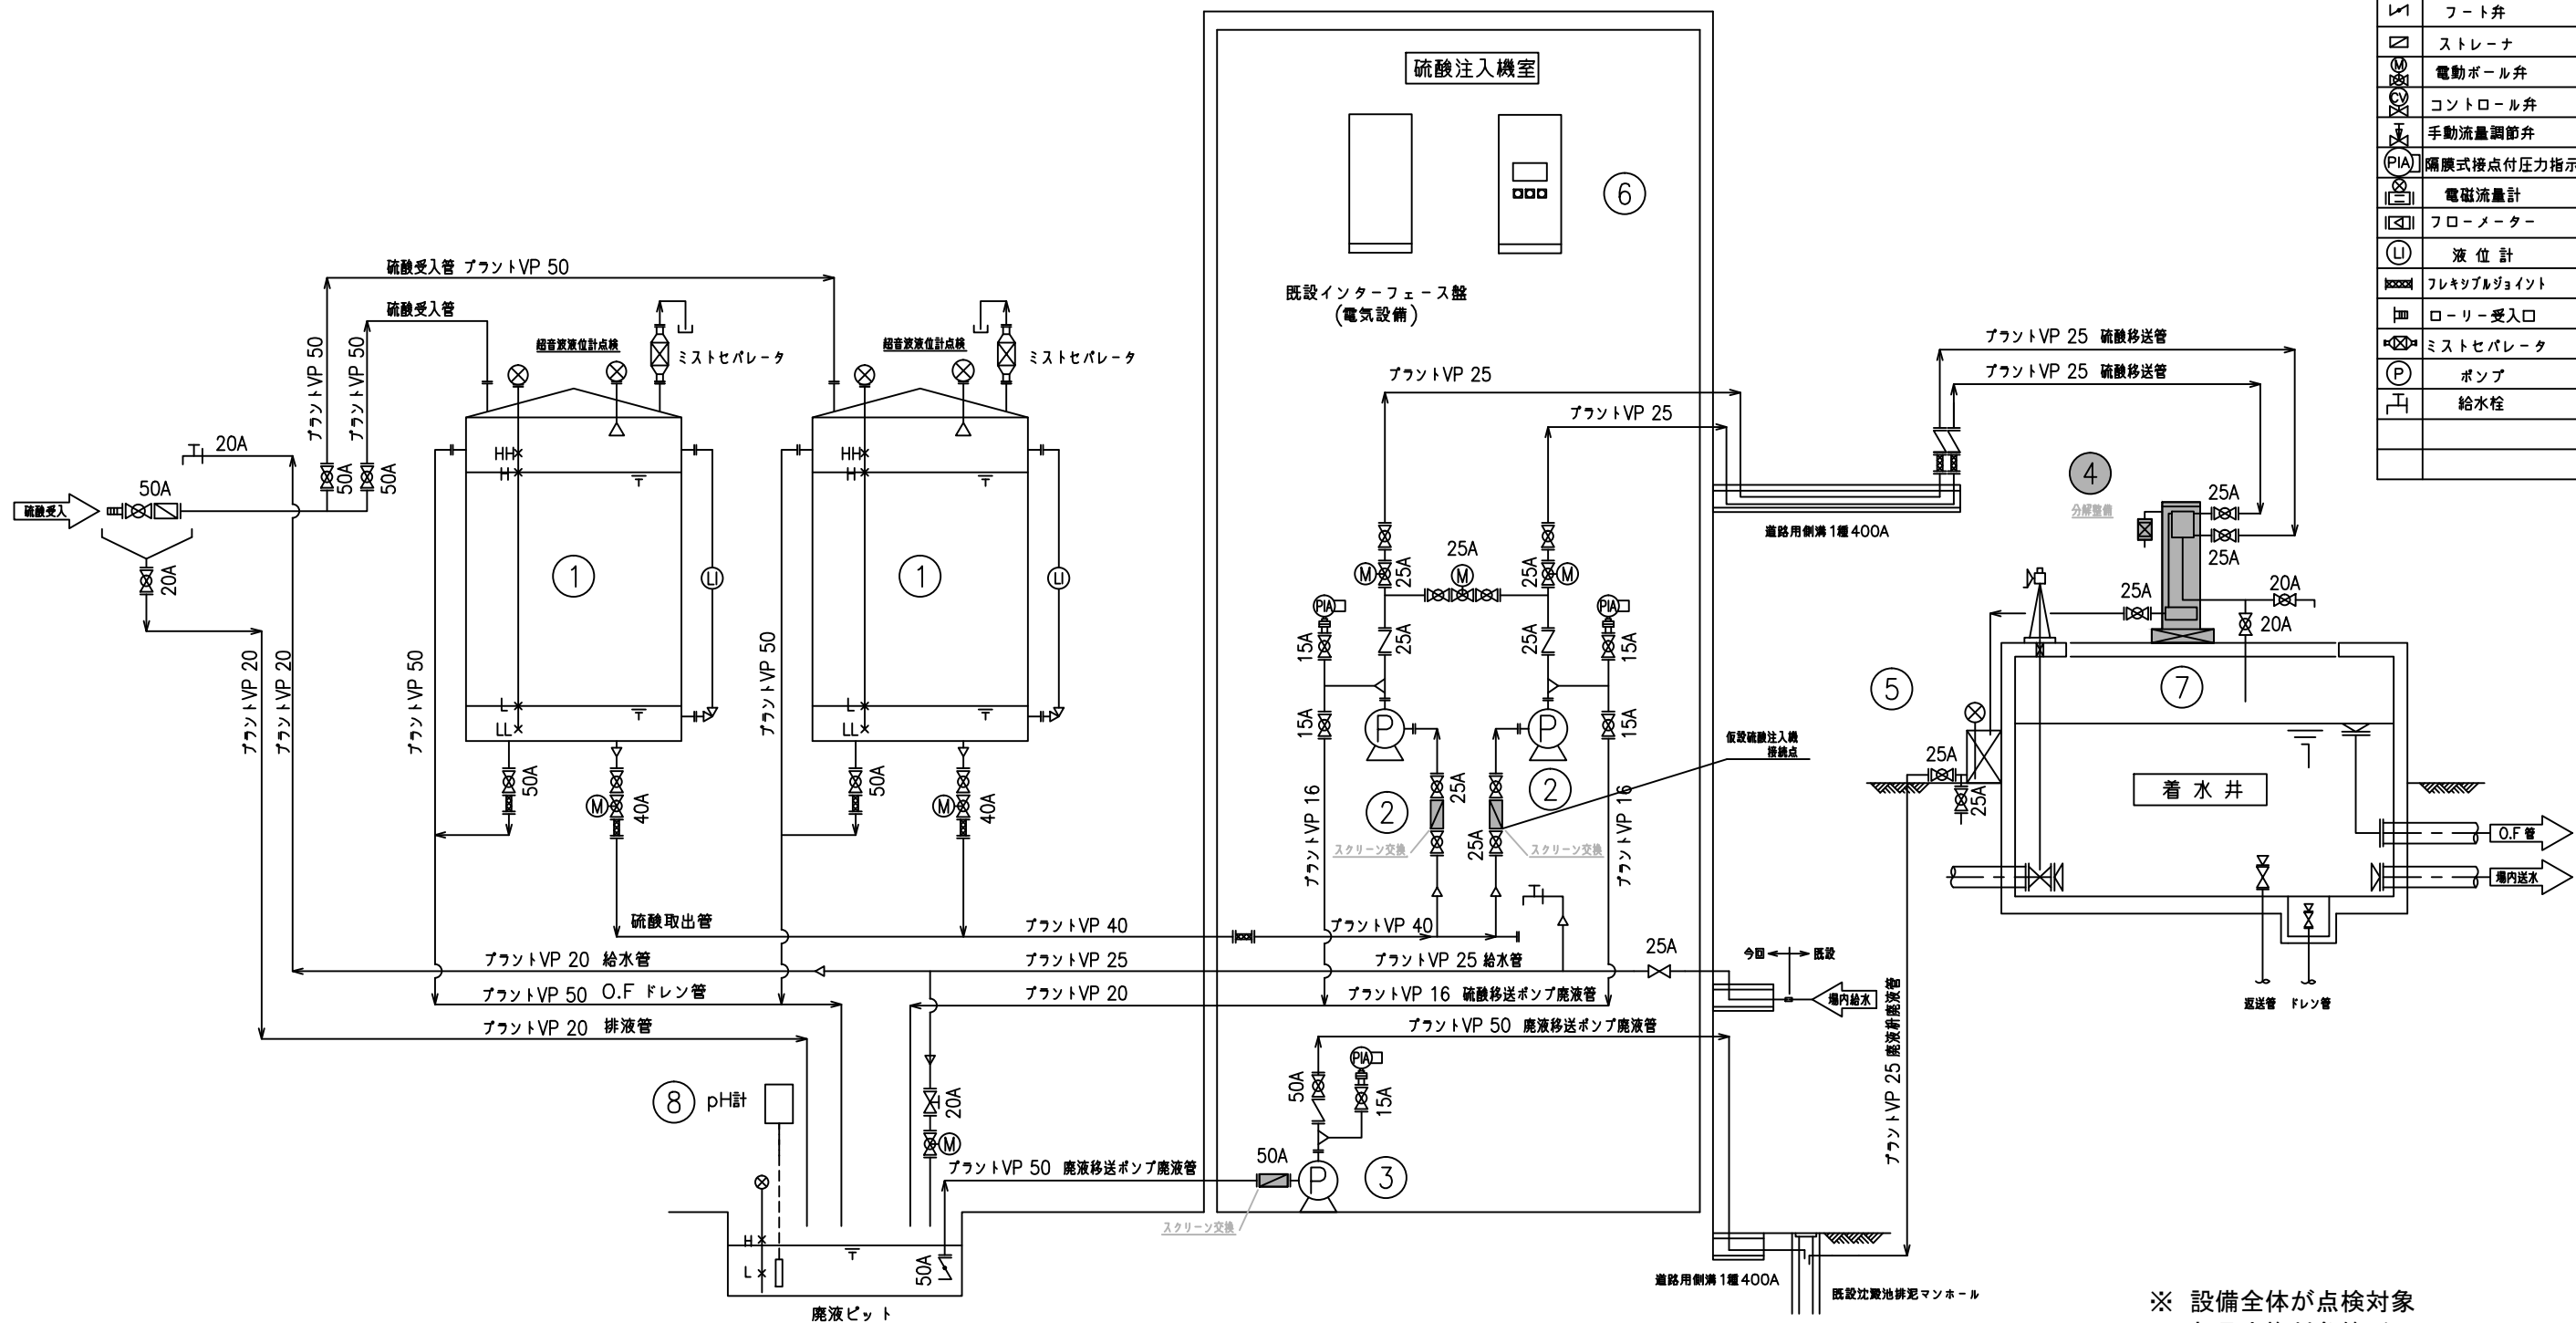 フート弁
ストレーナ
M 電動ボール弁
CV コントロール弁
手動流量調節弁
PIA 隔膜式接点付圧力指示
電磁流量計
フローメーター
LI 液位計
フレキシブルジョイント
ローリー受入口
ミストセパレータ
P ポンプ
給水栓
硫酸注入機室
6
既設インターフェース盤
(電気設備)
硫酸受入管 プラントVP 50
硫酸受入管
プラントVP 50
プラントVP 50
超音波液位計点検
ミストセパレータ
超音波液位計点検
ミストセパレータ
20A
50A
50A
50A
硫酸受入
20A
HH
H
1
LI
L
LL
HH
H
1
LI
L
LL
プラントVP 20
プラントVP 20
プラントVP 50
プラントVP 50
50A
M
40A
50A
M
40A
プラントVP 25
プラントVP 25
プラントVP 25 硫酸移送管
プラントVP 25 硫酸移送管
道路用側溝1種400A
M
25A
25A
M
25A
M
PIA
15A
25A
25A
PIA
15A
15A
P
P
15A
2
2
25A
25A
スクリーン交換
スクリーン交換
プラントVP 16
プラントVP 16
仮設硫酸注入機
接続点
4
分解整備
25A
25A
25A
20A
20A
5
7
25A
25A
着水井
O.F 管
場内送水
返送管
ドレン管
硫酸取出管
プラントVP 40
プラントVP 40
プラントVP 20 給水管
プラントVP 25
プラントVP 25 給水管
25A
今回
既設
場内給水
プラントVP 50 O.F ドレン管
プラントVP 20
プラントVP 16 硫酸移送ポンプ廃液管
プラントVP 20 排液管
プラントVP 50 廃液移送ポンプ廃液管
プラントVP 25 廃液桝廃液管
8
pH計
20A
M
50A
PIA
15A
プラントVP 50 廃液移送ポンプ廃液管
50A
P
3
スクリーン交換
H
L
50A
廃液ピット
道路用側溝1種400A
既設沈澱池排泥マンホール
※ 設備全体が点検対象